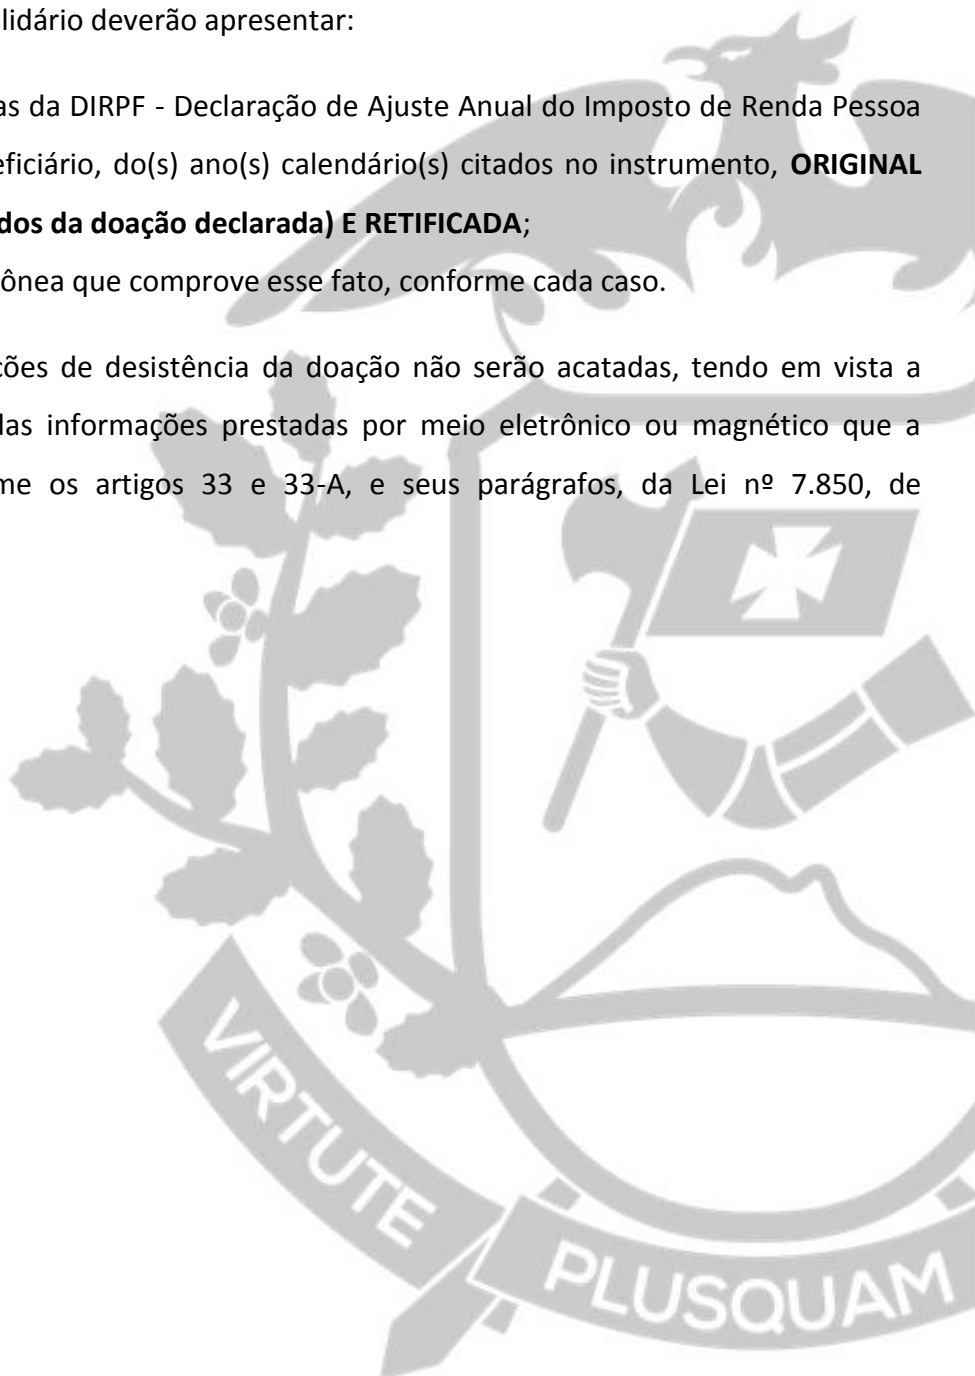 lidário deverão apresentar:
as da DIRPF - Declaração de Ajuste Anual do Imposto de Renda Pessoa
eficiário, do(s) ano(s) calendário(s) citados no instrumento, ORIGINAL
dos da doação declarada) E RETIFICADA;
ônea que comprove esse fato, conforme cada caso.
ções de desistência da doação não serão acatadas, tendo em vista a
das informações prestadas por meio eletrônico ou magnético que a
me os artigos 33 e 33-A, e seus parágrafos, da Lei nº 7.850, de
VIRTUTE
PLUSQUAM